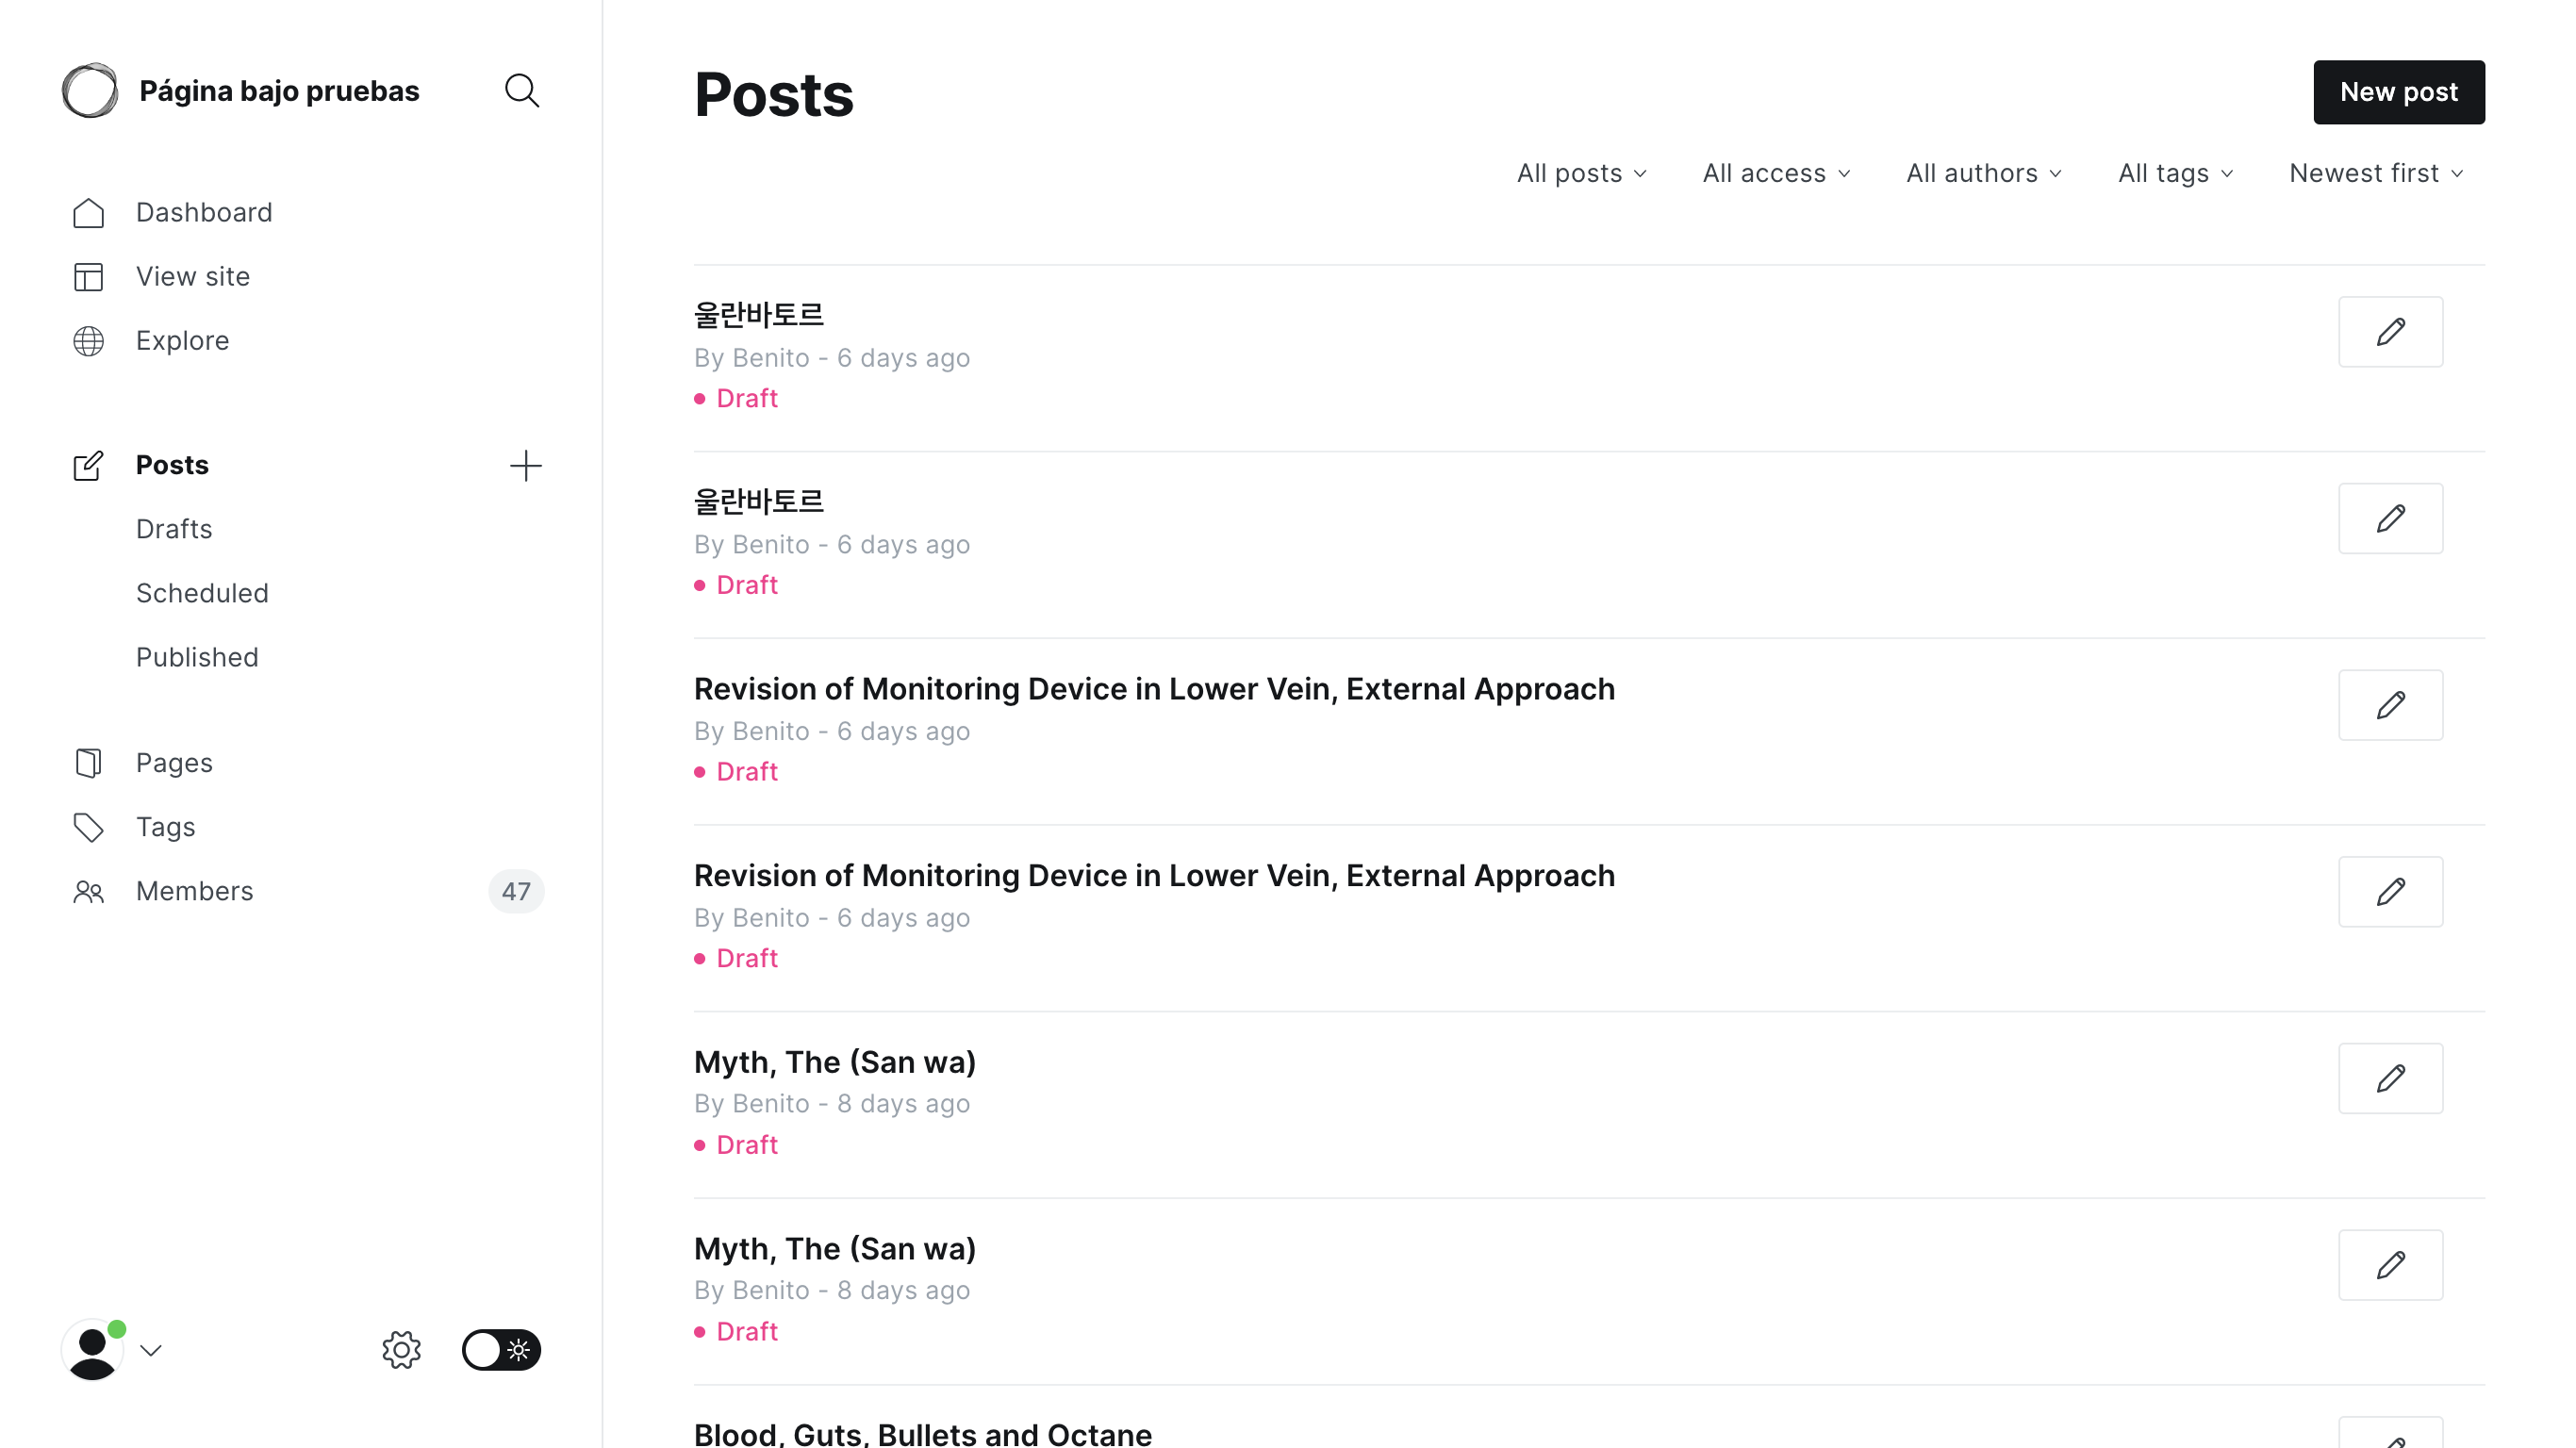 Página bajo pruebas
Dashboard
View site
Explore
Posts
Drafts
Scheduled
Published
Pages
Tags
Members 47
Posts
New post
All posts All access All authors All tags Newest first
울란바토르
By Benito - 6 days ago
Draft
울란바토르
By Benito - 6 days ago
Draft
Revision of Monitoring Device in Lower Vein, External Approach
By Benito - 6 days ago
Draft
Revision of Monitoring Device in Lower Vein, External Approach
By Benito - 6 days ago
Draft
Myth, The (San wa)
By Benito - 8 days ago
Draft
Myth, The (San wa)
By Benito - 8 days ago
Draft
Blood, Guts, Bullets and Octane